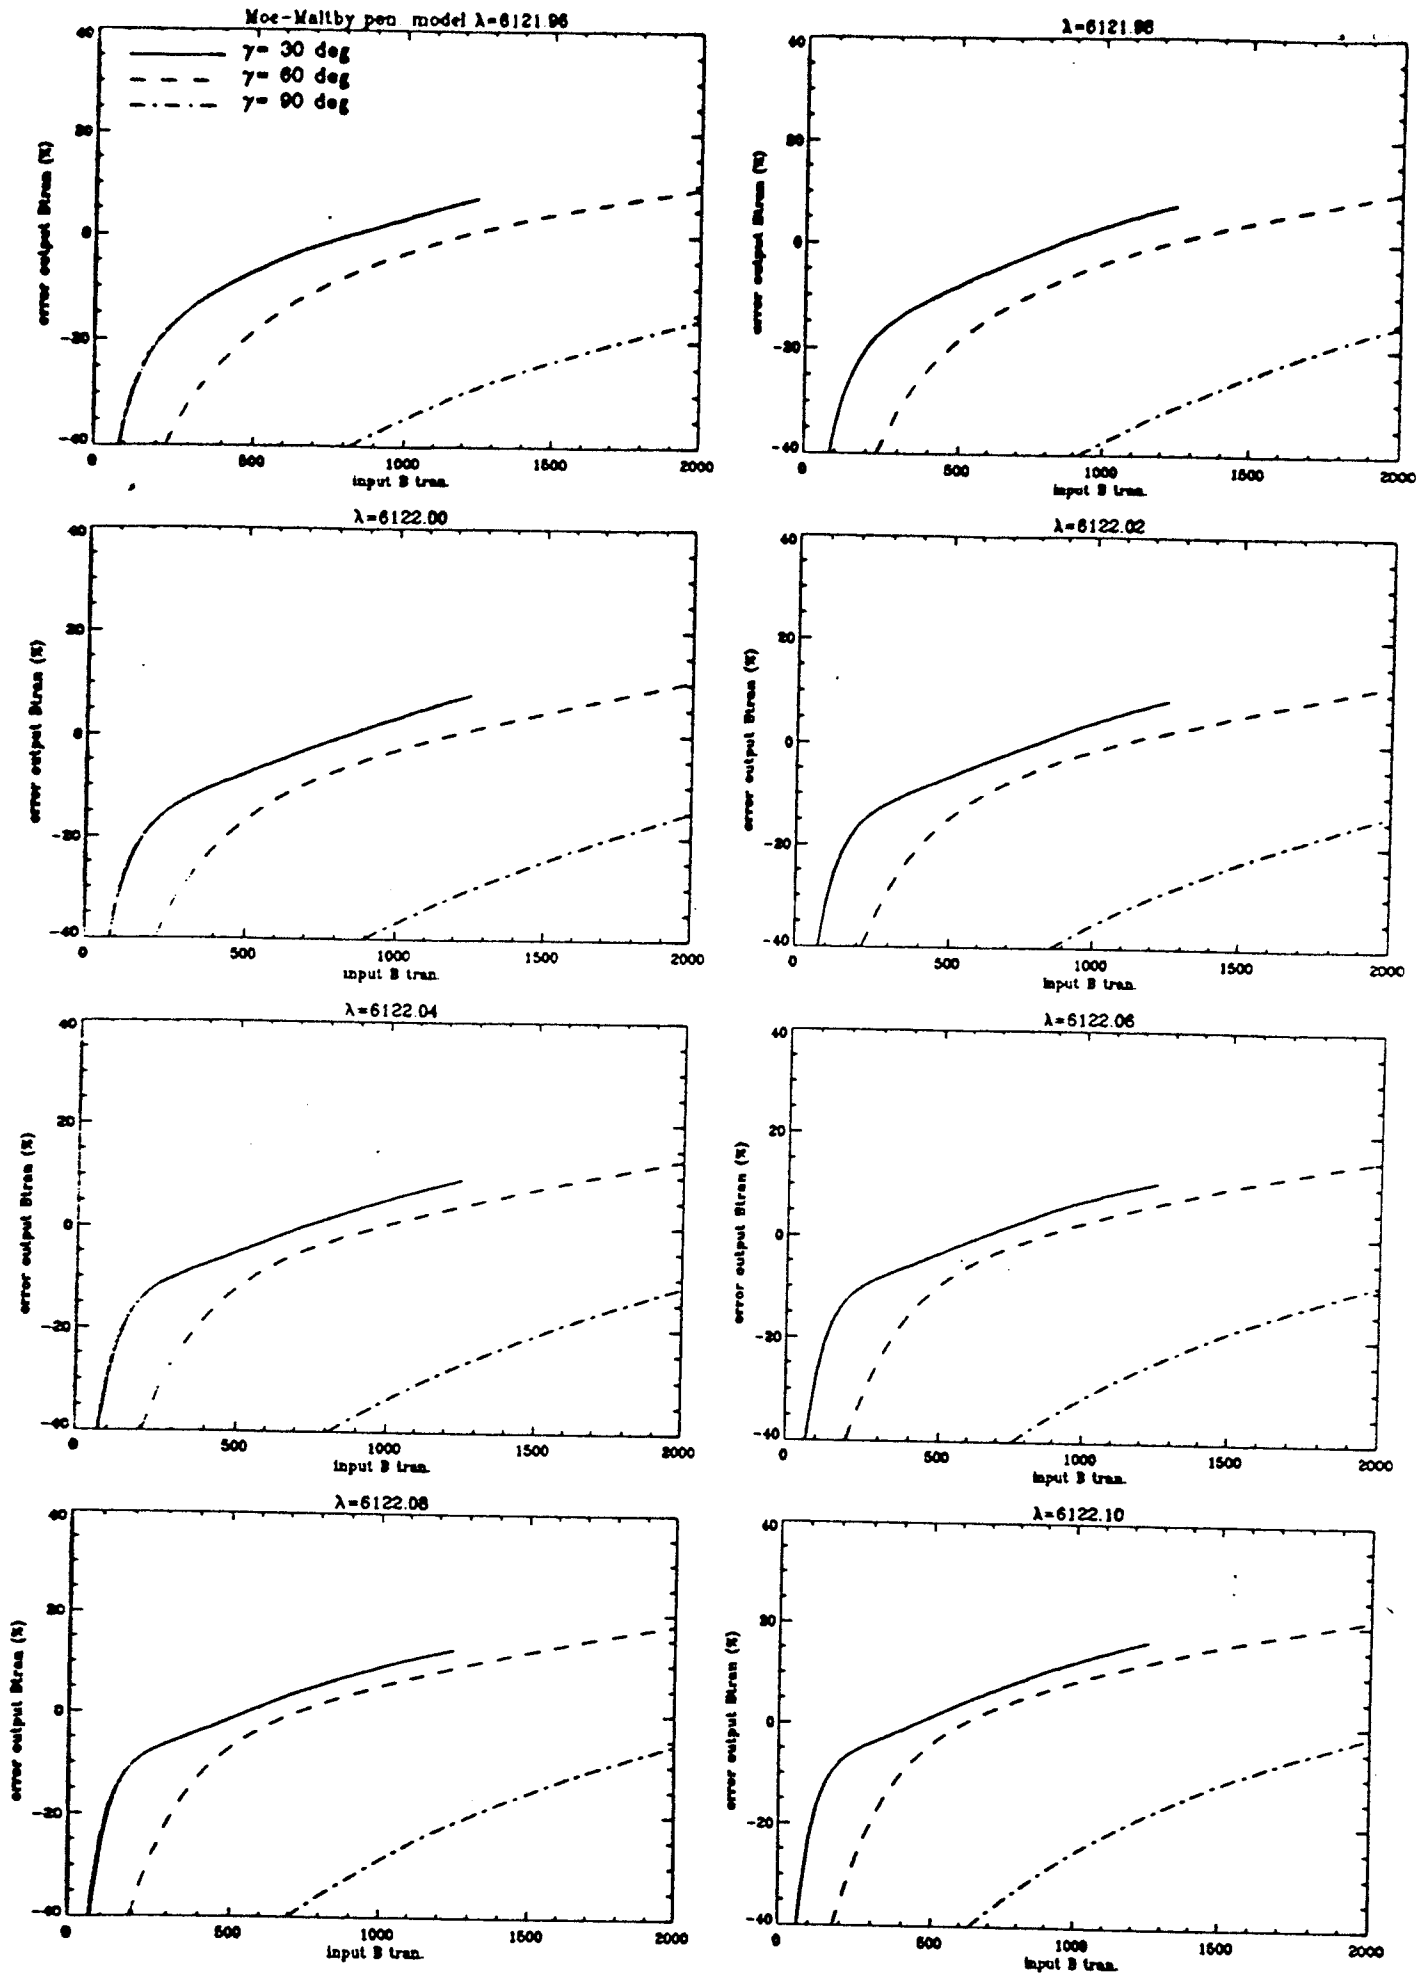 Moe-Maltby pen. model λ=6121.96
γ= 30 deg
γ= 60 deg
γ= 90 deg
error output Btran (%)
40
20
0
-20
-40
0 500 1000 1500 2000
input B tran.
λ=6121.98
error output Btran (%)
40
20
0
-20
-40
0 500 1000 1500 2000
input B tran.
λ=6122.00
error output Btran (%)
40
20
0
-20
-40
0 500 1000 1500 2000
input B tran.
λ=6122.02
error output Btran (%)
40
20
0
-20
-40
0 500 1000 1500 2000
input B tran.
λ=6122.04
error output Btran (%)
40
20
0
-20
-40
0 500 1000 1500 2000
input B tran.
λ=6122.06
error output Btran (%)
40
20
0
-20
-40
0 500 1000 1500 2000
input B tran.
λ=6122.08
error output Btran (%)
40
20
0
-20
-40
0 500 1000 1500 2000
input B tran.
λ=6122.10
error output Btran (%)
40
20
0
-20
-40
0 500 1000 1500 2000
input B tran.